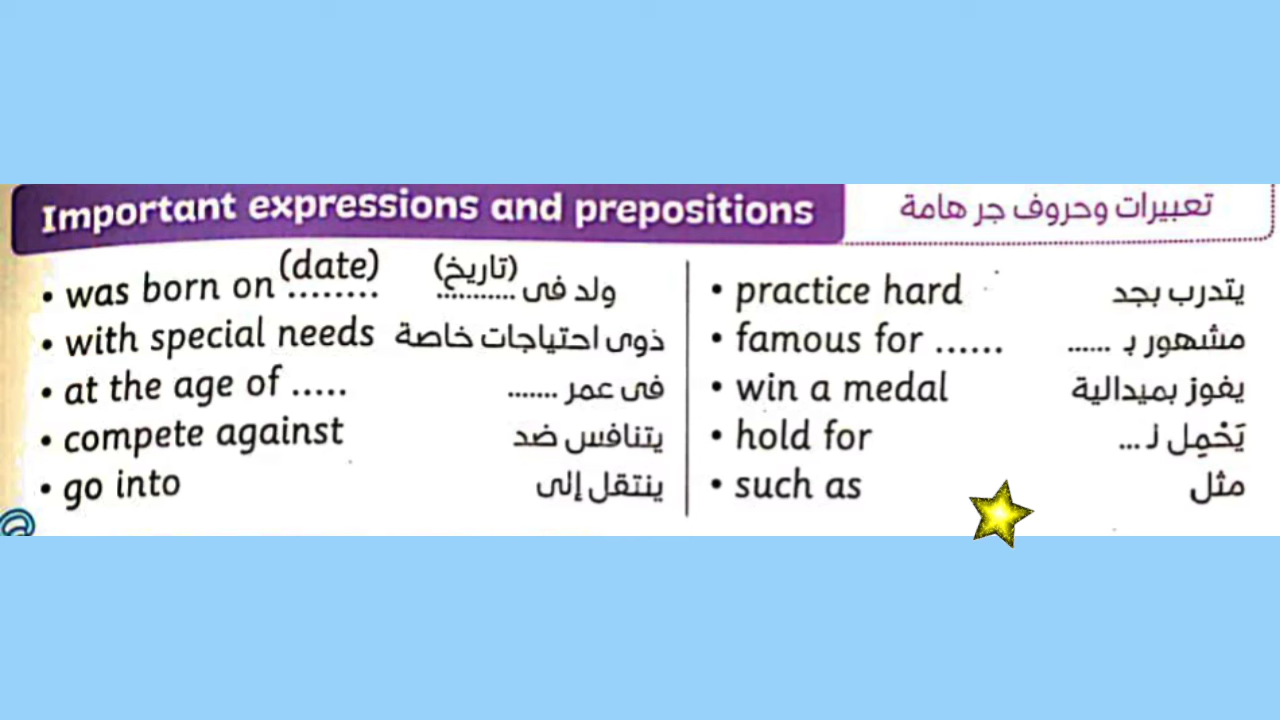 Important expressions and prepositions تعبيرات وحروف جر هامة
• was born on (date) ........ ولد فى (تاريخ) ...........
• with special needs ذوى احتياجات خاصة
• at the age of ..... فى عمر .......
• compete against يتنافس ضد
• go into ينتقل إلى
• practice hard يتدرب بجد
• famous for ...... مشهور بـ ......
• win a medal يفوز بميدالية
• hold for يَحْمِل لـ ...
• such as مثل